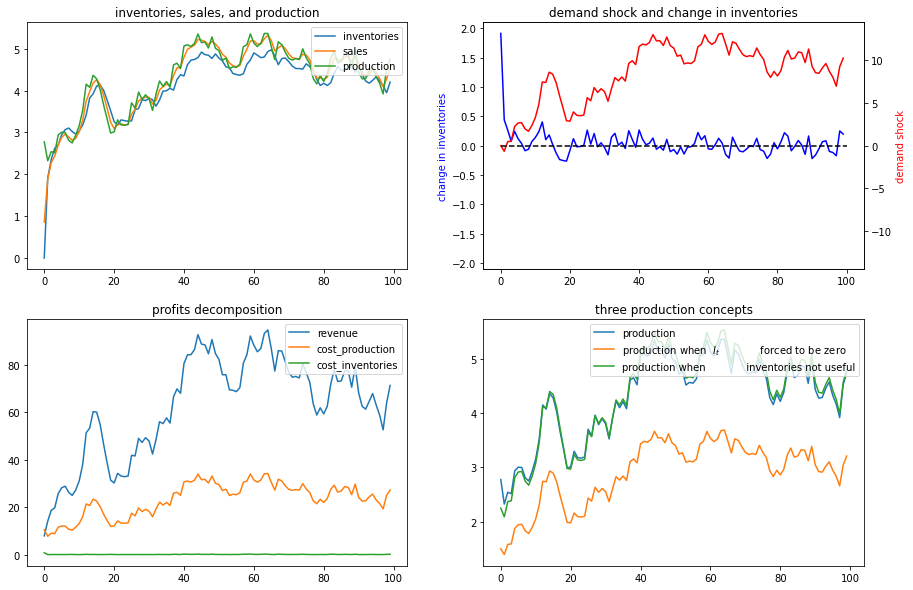 inventories, sales, and production
inventories
sales
production
5
4
3
2
1
0
0 20 40 60 80 100
demand shock and change in inventories
change in inventories
2.0
1.5
1.0
0.5
0.0
−0.5
−1.0
−1.5
−2.0
10
5
0
−5
−10
demand shock
0 20 40 60 80 100
profits decomposition
revenue
cost_production
cost_inventories
80
60
40
20
0
0 20 40 60 80 100
three production concepts
production
production when I_t forced to be zero
production when inventories not useful
5
4
3
2
0 20 40 60 80 100